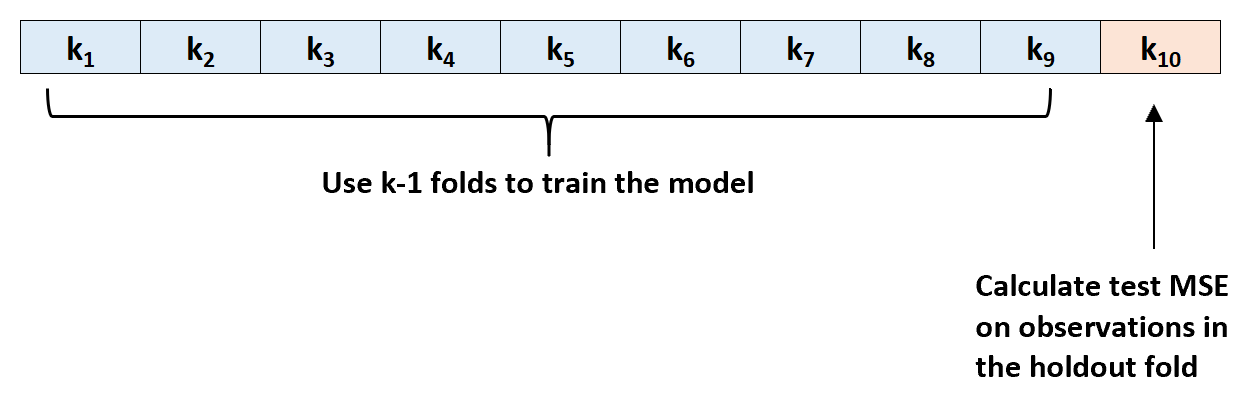 k1 k2 k3 k4 k5 k6 k7 k8 k9 k10
Use k-1 folds to train the model
Calculate test MSE
on observations in
the holdout fold